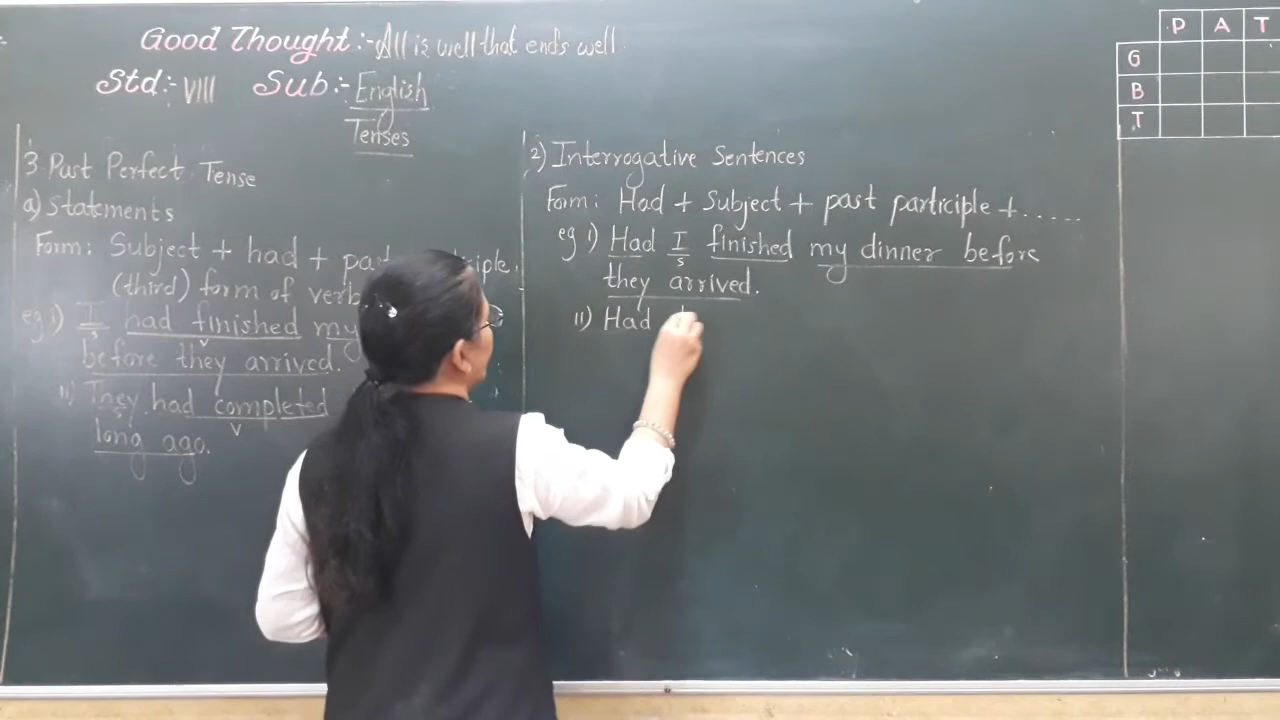 Good Thought :- All is well that ends well
Std:- VIII Sub:- English
Tenses
P A T
G
B
T
3 Past Perfect Tense
a) Statements
Form: Subject + had +
(third) form of verb
eg i) I had finished my
s v
before they arrived.
ii) They had completed
s v
long ago.
2) Interrogative Sentences
Form: Had + Subject + past participle + ......
eg i) Had I finished my dinner before
s
they arrived.
ii) Had